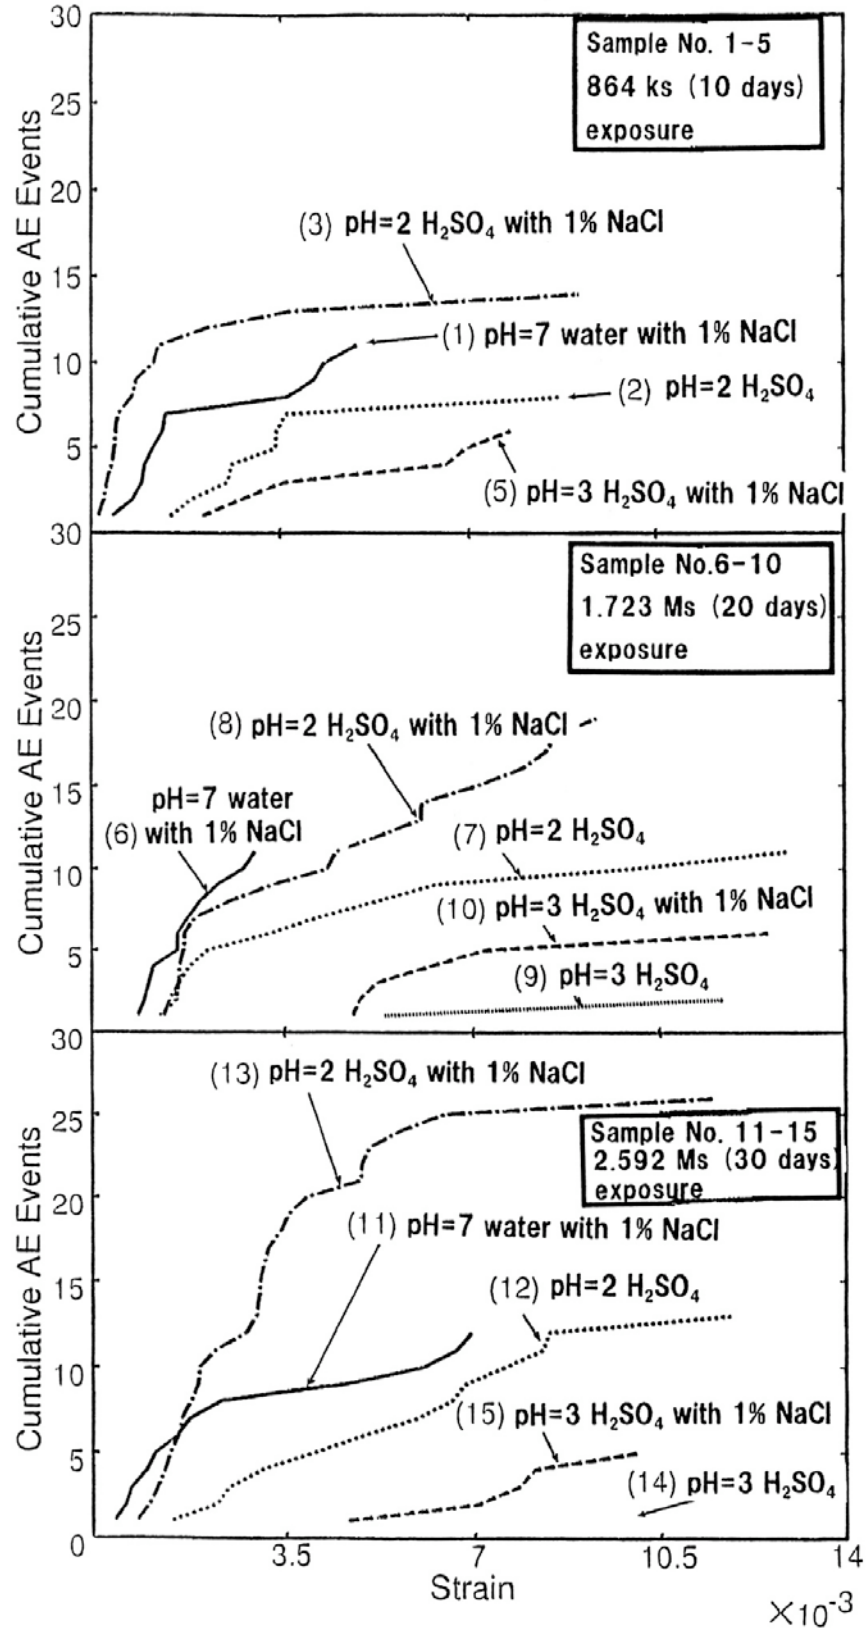 30
25
20
15
10
5
Cumulative AE Events
Sample No. 1-5
864 ks (10 days)
exposure
(3) pH=2 H₂SO₄ with 1% NaCl
(1) pH=7 water with 1% NaCl
(2) pH=2 H₂SO₄
(5) pH=3 H₂SO₄ with 1% NaCl
30
25
20
15
10
5
Cumulative AE Events
Sample No.6-10
1.723 Ms (20 days)
exposure
(8) pH=2 H₂SO₄ with 1% NaCl
pH=7 water
(6) with 1% NaCl
(7) pH=2 H₂SO₄
(10) pH=3 H₂SO₄ with 1% NaCl
(9) pH=3 H₂SO₄
30
25
20
15
10
5
0
Cumulative AE Events
(13) pH=2 H₂SO₄ with 1% NaCl
Sample No. 11-15
2.592 Ms (30 days)
exposure
(11) pH=7 water with 1% NaCl
(12) pH=2 H₂SO₄
(15) pH=3 H₂SO₄ with 1% NaCl
(14) pH=3 H₂SO₄
3.5 7 10.5 14
Strain
×10⁻³